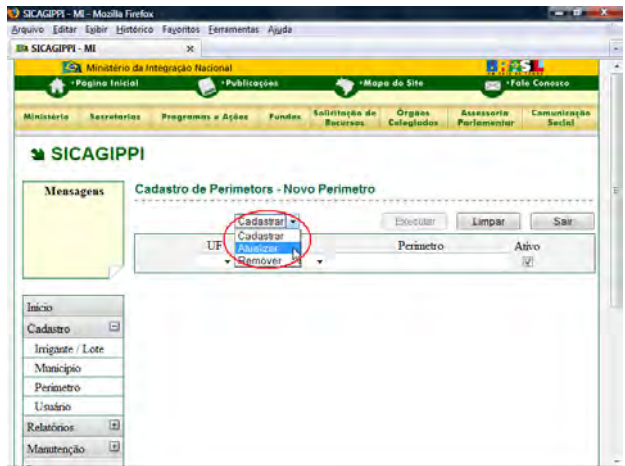 SICAGIPPI - MI - Mozilla Firefox
Arquivo Editar Exibir Histórico Favoritos Ferramentas Ajuda
SICAGIPPI - MI ×
Ministério da Integração Nacional
Página Inicial Publicações Mapa do Site Fale Conosco
Ministério Secretarias Programas e Ações Fundos Solicitação de Recursos Órgãos Colegiados Assessoria Parlamentar Comunicação Social
SICAGIPPI
Mensagens
Cadastro de Perimetors - Novo Perimetro
Cadastrar Executar Limpar Sair
Cadastrar
Atualizar
Remover
UF Perimetro Ativo
Início
Cadastro
Irrigante / Lote
Município
Perimetro
Usuário
Relatórios
Manutenção